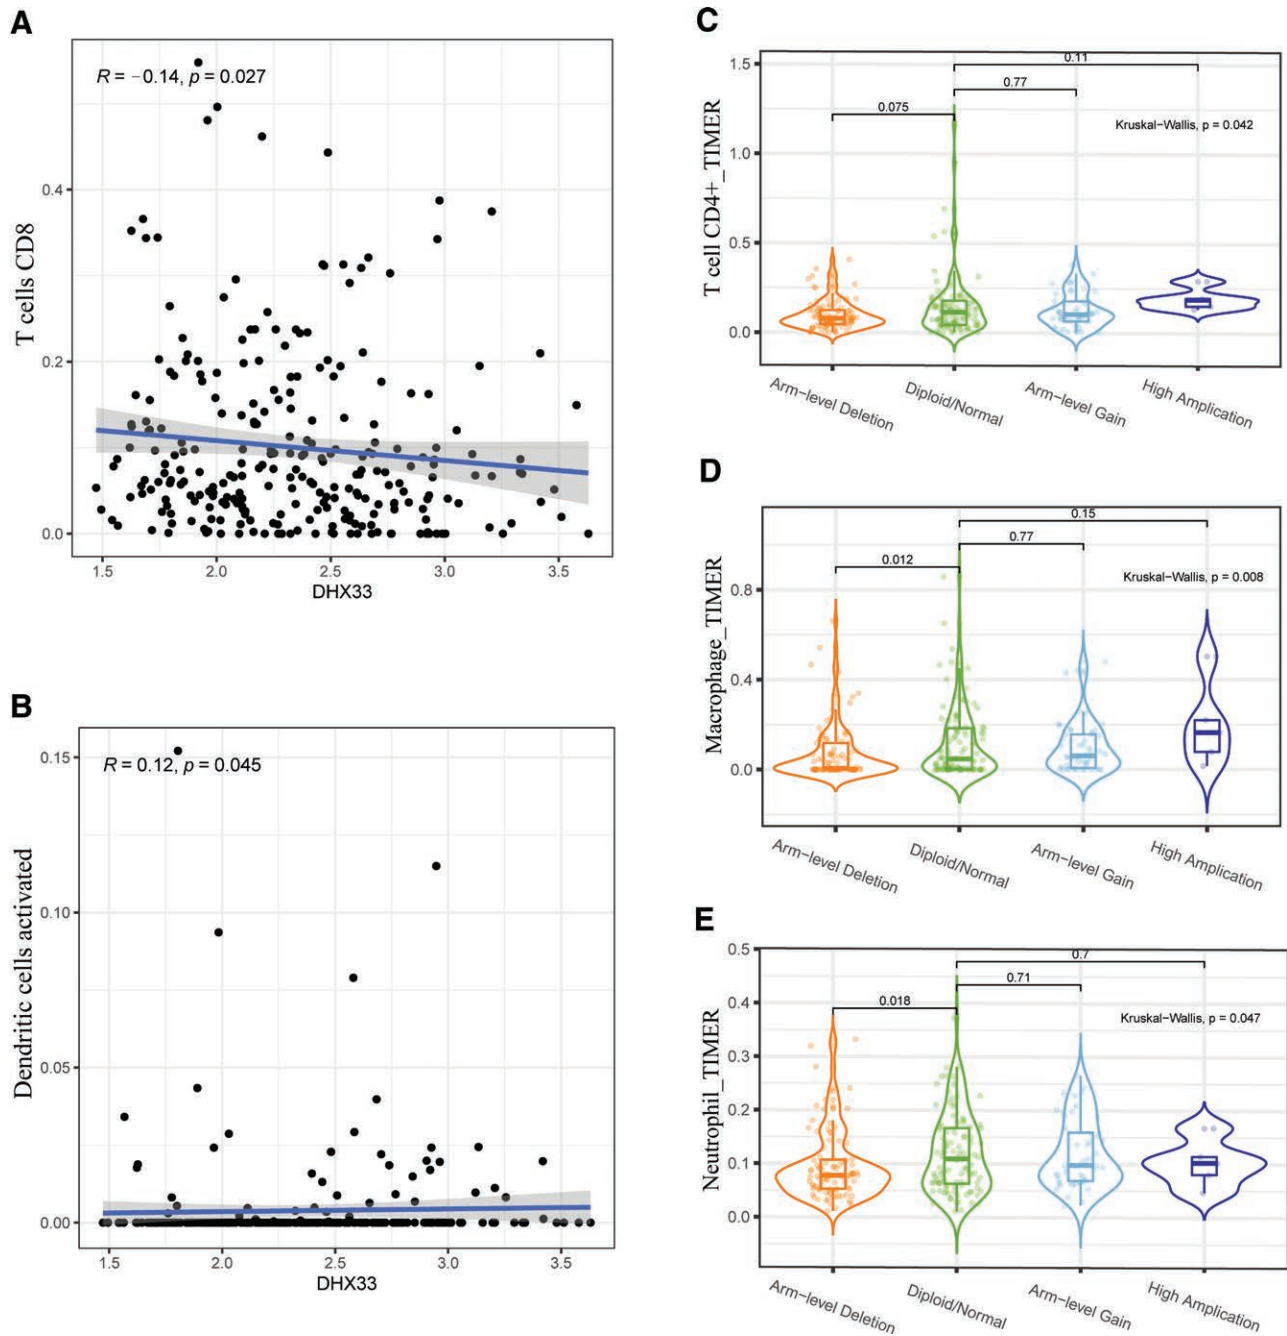 A
R = −0.14, p = 0.027
T cells CD8
0.4
0.2
0.0
1.5 2.0 2.5 3.0 3.5
DHX33
B
R = 0.12, p = 0.045
Dendritic cells activated
0.15
0.10
0.05
0.00
1.5 2.0 2.5 3.0 3.5
DHX33
C
T cell CD4+_TIMER
1.5
1.0
0.5
0.0
0.11
0.77
0.075
Kruskal−Wallis, p = 0.042
Arm−level Deletion
Diploid/Normal
Arm−level Gain
High Amplication
D
Macrophage_TIMER
0.8
0.4
0.0
0.15
0.77
0.012
Kruskal−Wallis, p = 0.008
Arm−level Deletion
Diploid/Normal
Arm−level Gain
High Amplication
E
Neutrophil_TIMER
0.5
0.4
0.3
0.2
0.1
0.0
0.7
0.71
0.018
Kruskal−Wallis, p = 0.047
Arm−level Deletion
Diploid/Normal
Arm−level Gain
High Amplication